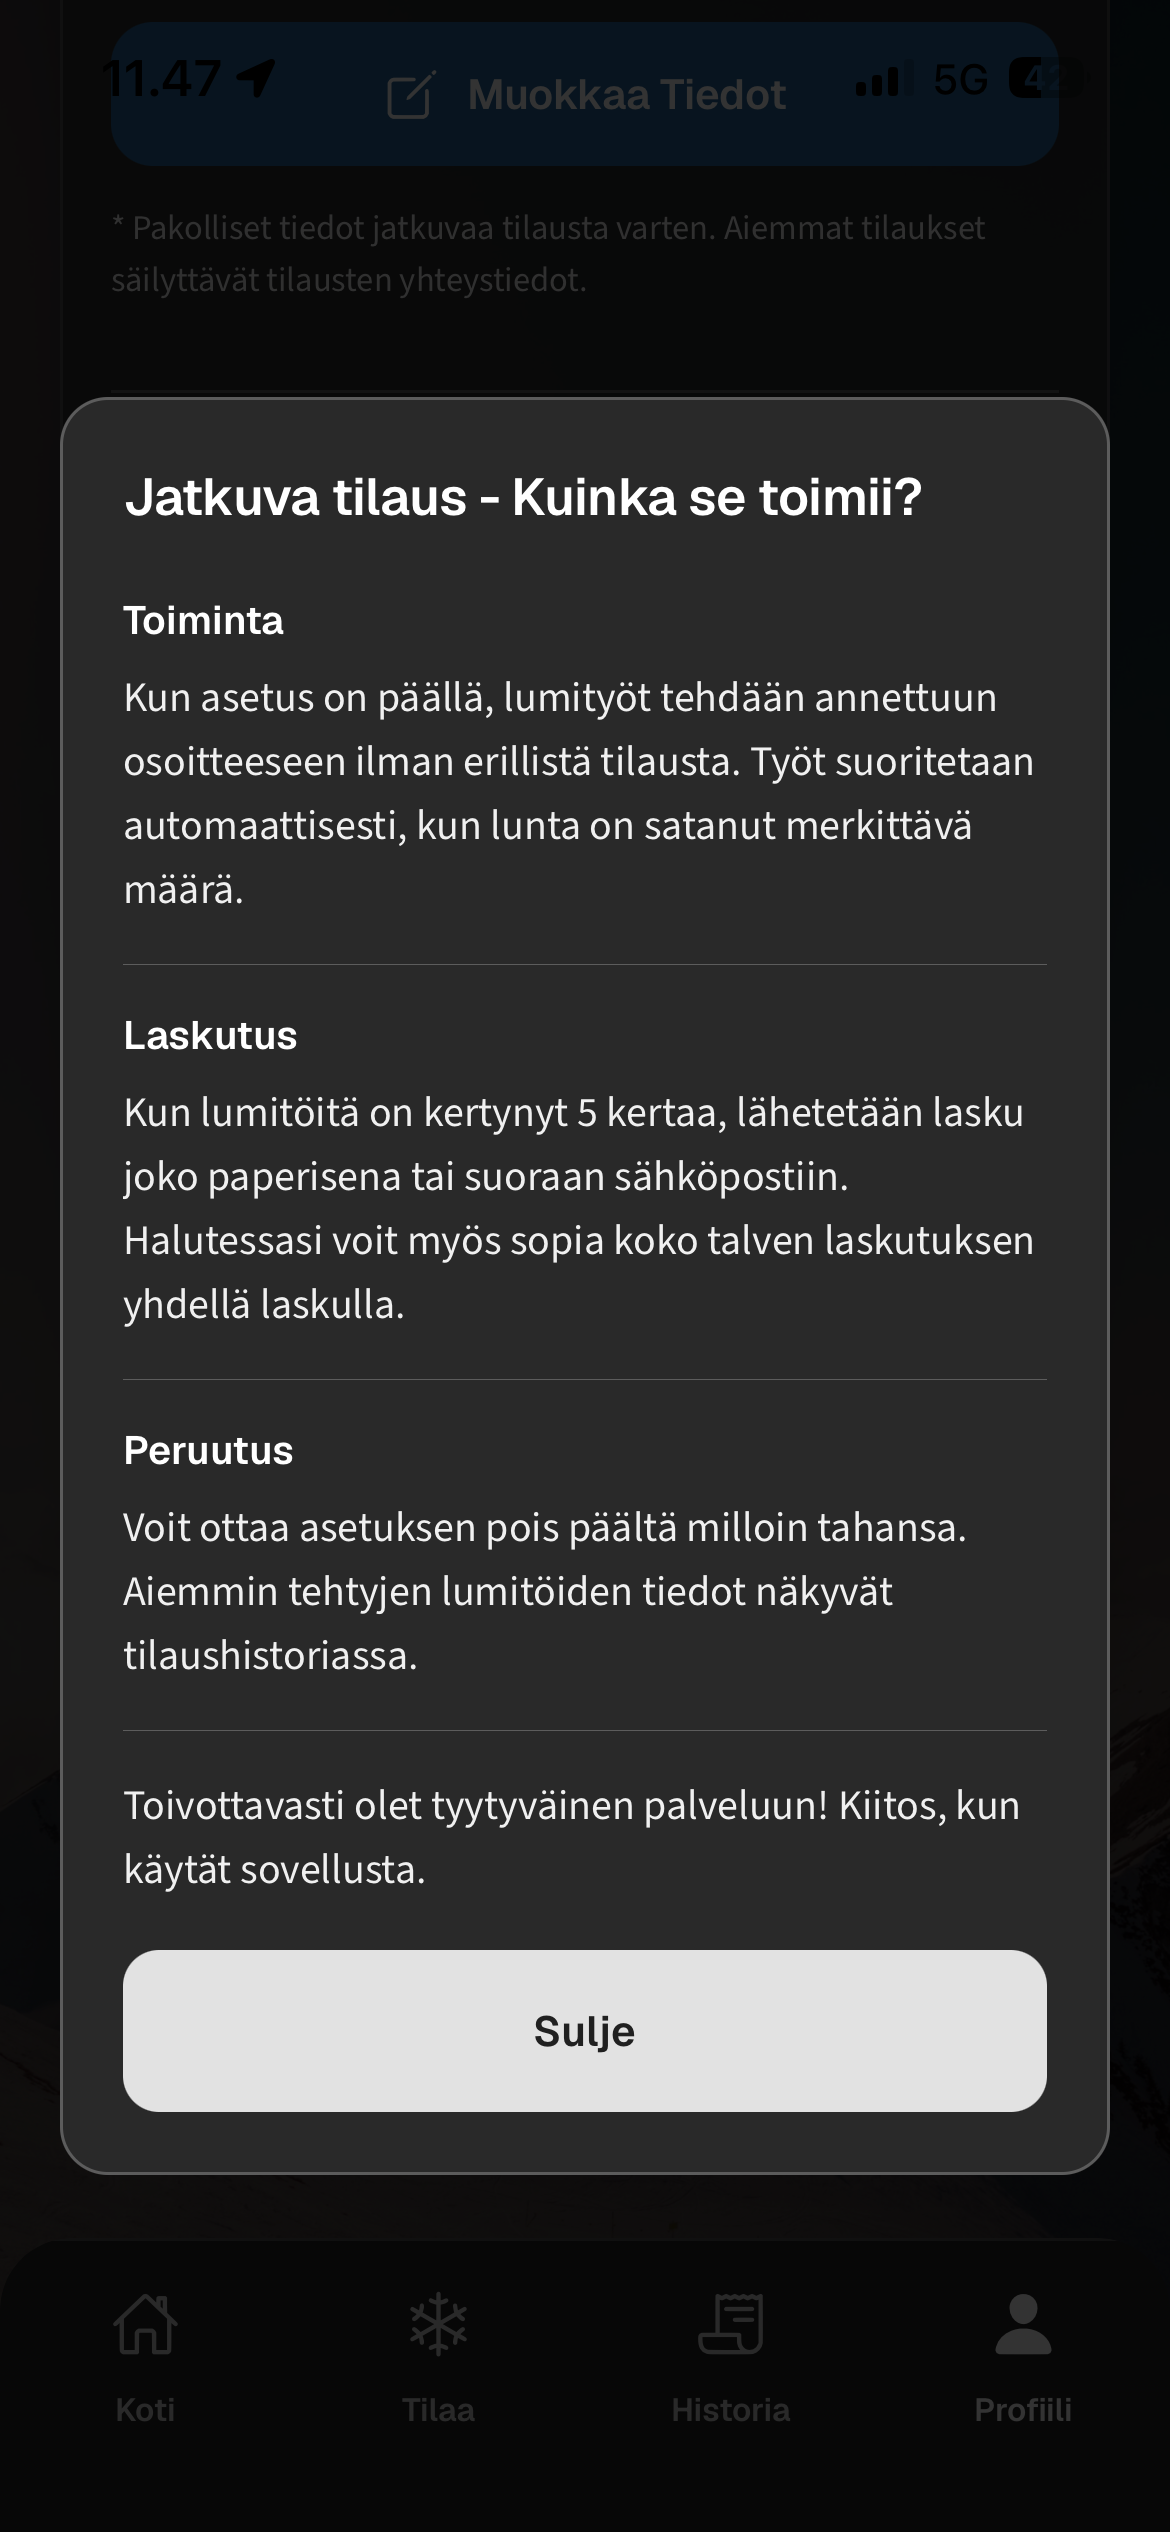 11.47
Muokkaa Tiedot
5G
* Pakolliset tiedot jatkuvaa tilausta varten. Aiemmat tilaukset
säilyttävät tilausten yhteystiedot.
Jatkuva tilaus - Kuinka se toimii?
Toiminta
Kun asetus on päällä, lumityöt tehdään annettuun
osoitteeseen ilman erillistä tilausta. Työt suoritetaan
automaattisesti, kun lunta on satanut merkittävä
määrä.
Laskutus
Kun lumitöitä on kertynyt 5 kertaa, lähetetään lasku
joko paperisena tai suoraan sähköpostiin.
Halutessasi voit myös sopia koko talven laskutuksen
yhdellä laskulla.
Peruutus
Voit ottaa asetuksen pois päältä milloin tahansa.
Aiemmin tehtyjen lumitöiden tiedot näkyvät
tilaushistoriassa.
Toivottavasti olet tyytyväinen palveluun! Kiitos, kun
käytät sovellusta.
Sulje
Koti
Tilaa
Historia
Profiili